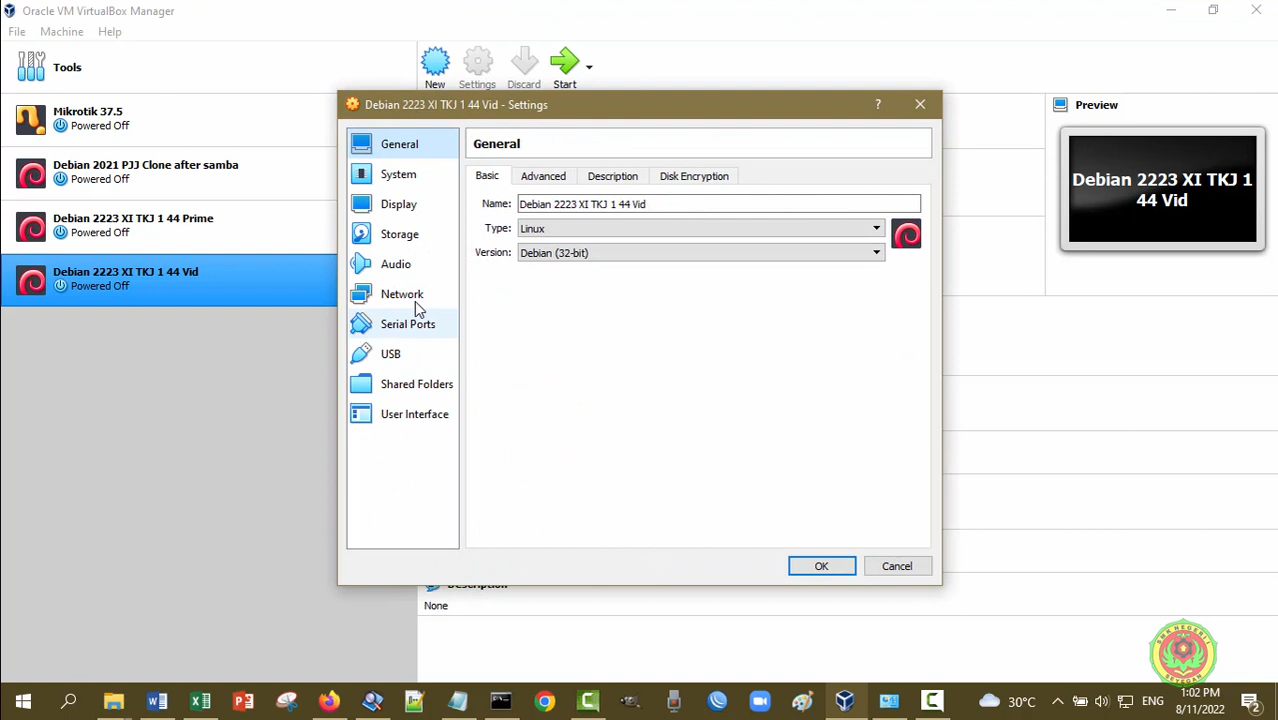 Oracle VM VirtualBox Manager
File Machine Help
Tools
New Settings Discard Start
Mikrotik 37.5
Powered Off
Debian 2021 PJJ Clone after samba
Powered Off
Debian 2223 XI TKJ 1 44 Prime
Powered Off
Debian 2223 XI TKJ 1 44 Vid
Powered Off
Preview
Debian 2223 XI TKJ 1
44 Vid
Debian 2223 XI TKJ 1 44 Vid - Settings
?
General
System
Display
Storage
Audio
Network
Serial Ports
USB
Shared Folders
User Interface
General
Basic Advanced Description Disk Encryption
Name: Debian 2223 XI TKJ 1 44 Vid
Type: Linux
Version: Debian (32-bit)
OK Cancel
Description
None
SMK NEGERI 1
30°C ENG 1:02 PM
8/11/2022
2